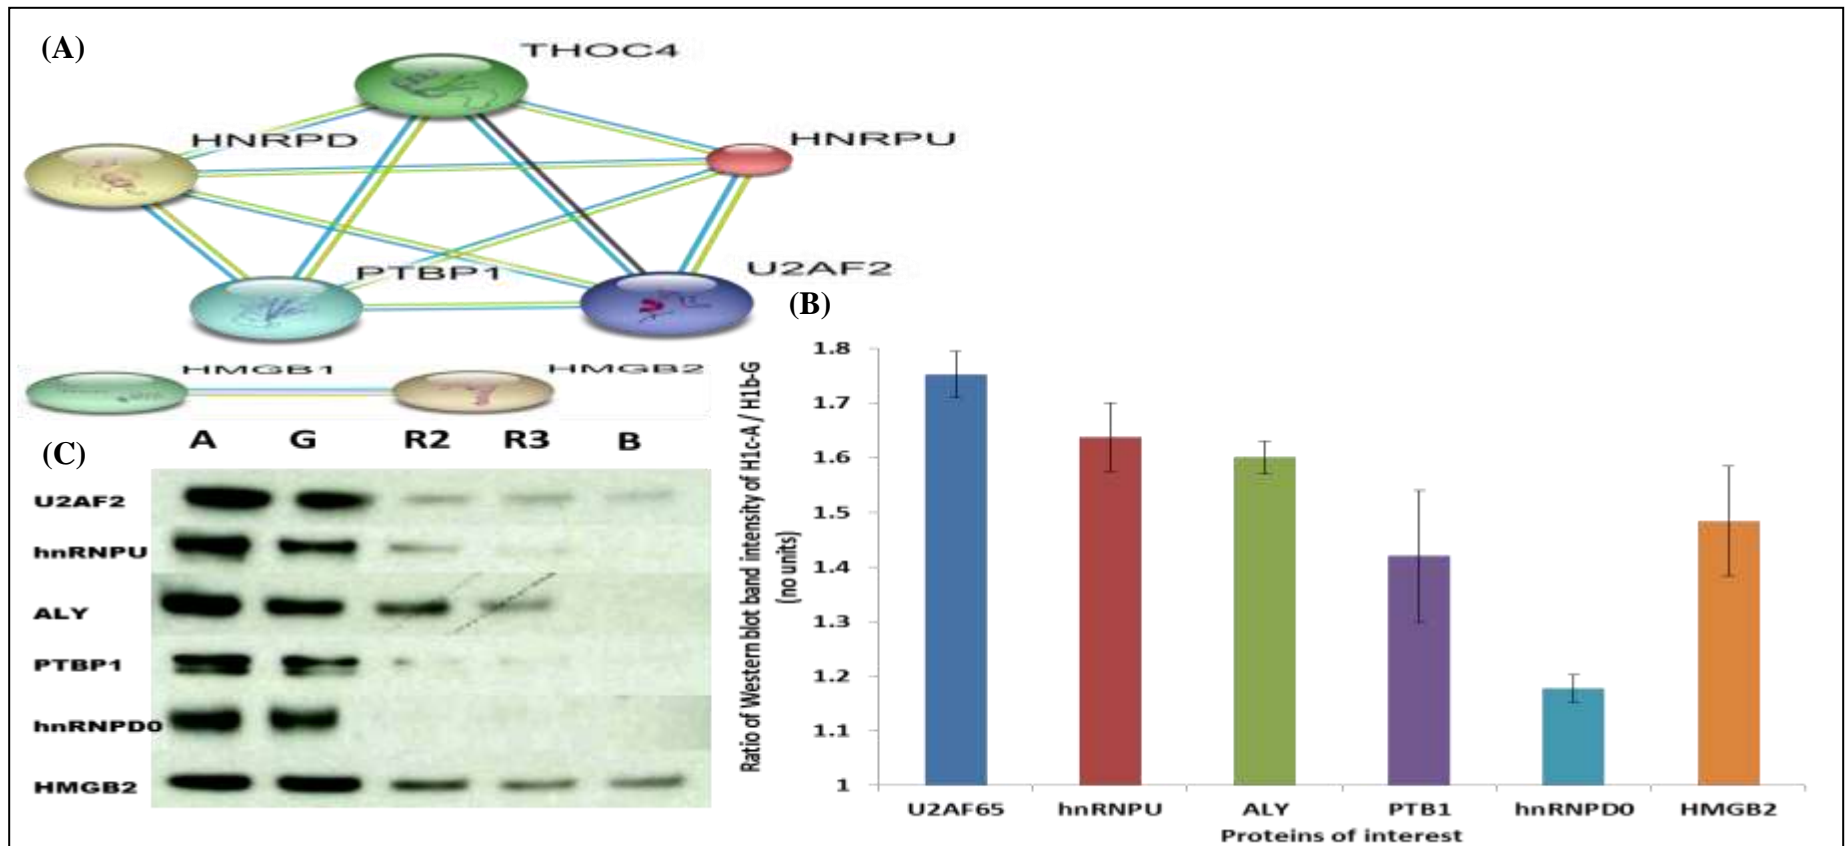 (A)
THOC4
HNRPD
HNRPU
PTBP1
U2AF2
HMGB1
HMGB2
(B)
Ratio of Western blot band intensity of H1c-A / H1b-G
(no units)
1.8
1.7
1.6
1.5
1.4
1.3
1.2
1.1
1
U2AF65 hnRNPU ALY PTB1 hnRNPD0 HMGB2
Proteins of interest
(C)
A G R2 R3 B
U2AF2
hnRNPU
ALY
PTBP1
hnRNPD0
HMGB2